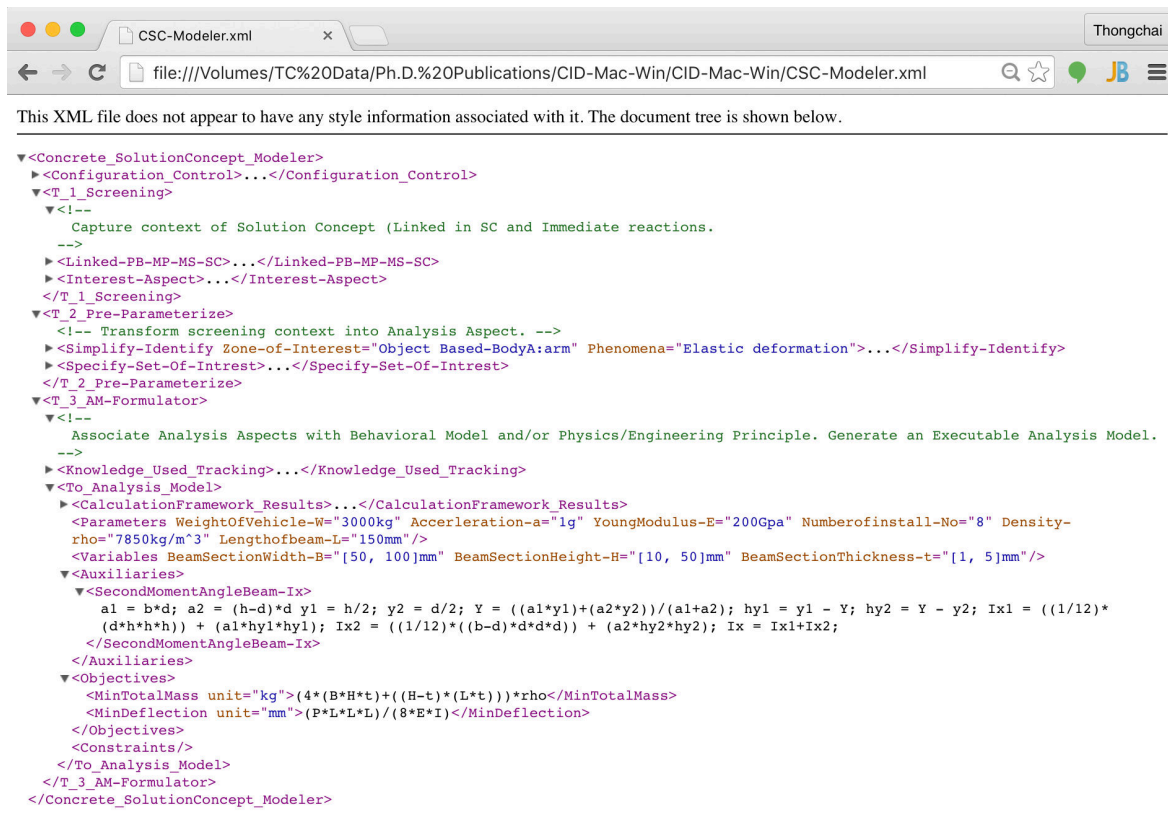 CSC-Modeler.xml ×
Thongchai
file:///Volumes/TC%20Data/Ph.D.%20Publications/CID-Mac-Win/CID-Mac-Win/CSC-Modeler.xml
JB
This XML file does not appear to have any style information associated with it. The document tree is shown below.
▼<Concrete_SolutionConcept_Modeler>
▶<Configuration_Control>...</Configuration_Control>
▼<T_1_Screening>
▼<!--
Capture context of Solution Concept (Linked in SC and Immediate reactions.
-->
▶<Linked-PB-MP-MS-SC>...</Linked-PB-MP-MS-SC>
▶<Interest-Aspect>...</Interest-Aspect>
</T_1_Screening>
▼<T_2_Pre-Parameterize>
<!-- Transform screening context into Analysis Aspect. -->
▶<Simplify-Identify Zone-of-Interest="Object Based-BodyA:arm" Phenomena="Elastic deformation">...</Simplify-Identify>
▶<Specify-Set-Of-Intrest>...</Specify-Set-Of-Intrest>
</T_2_Pre-Parameterize>
▼<T_3_AM-Formulator>
▼<!--
Associate Analysis Aspects with Behavioral Model and/or Physics/Engineering Principle. Generate an Executable Analysis Model.
-->
▶<Knowledge_Used_Tracking>...</Knowledge_Used_Tracking>
▼<To_Analysis_Model>
▶<CalculationFramework_Results>...</CalculationFramework_Results>
<Parameters WeightOfVehicle-W="3000kg" Accerleration-a="1g" YoungModulus-E="200Gpa" Numberofinstall-No="8" Density-
rho="7850kg/m^3" Lengthofbeam-L="150mm"/>
<Variables BeamSectionWidth-B="[50, 100]mm" BeamSectionHeight-H="[10, 50]mm" BeamSectionThickness-t="[1, 5]mm"/>
▼<Auxiliaries>
▼<SecondMomentAngleBeam-Ix>
a1 = b*d; a2 = (h-d)*d y1 = h/2; y2 = d/2; Y = ((a1*y1)+(a2*y2))/(a1+a2); hy1 = y1 - Y; hy2 = Y - y2; Ix1 = ((1/12)*
(d*h*h*h)) + (a1*hy1*hy1); Ix2 = ((1/12)*((b-d)*d*d*d)) + (a2*hy2*hy2); Ix = Ix1+Ix2;
</SecondMomentAngleBeam-Ix>
</Auxiliaries>
▼<Objectives>
<MinTotalMass unit="kg">(4*(B*H*t)+((H-t)*(L*t)))*rho</MinTotalMass>
<MinDeflection unit="mm">(P*L*L*L)/(8*E*I)</MinDeflection>
</Objectives>
<Constraints/>
</To_Analysis_Model>
</T_3_AM-Formulator>
</Concrete_SolutionConcept_Modeler>